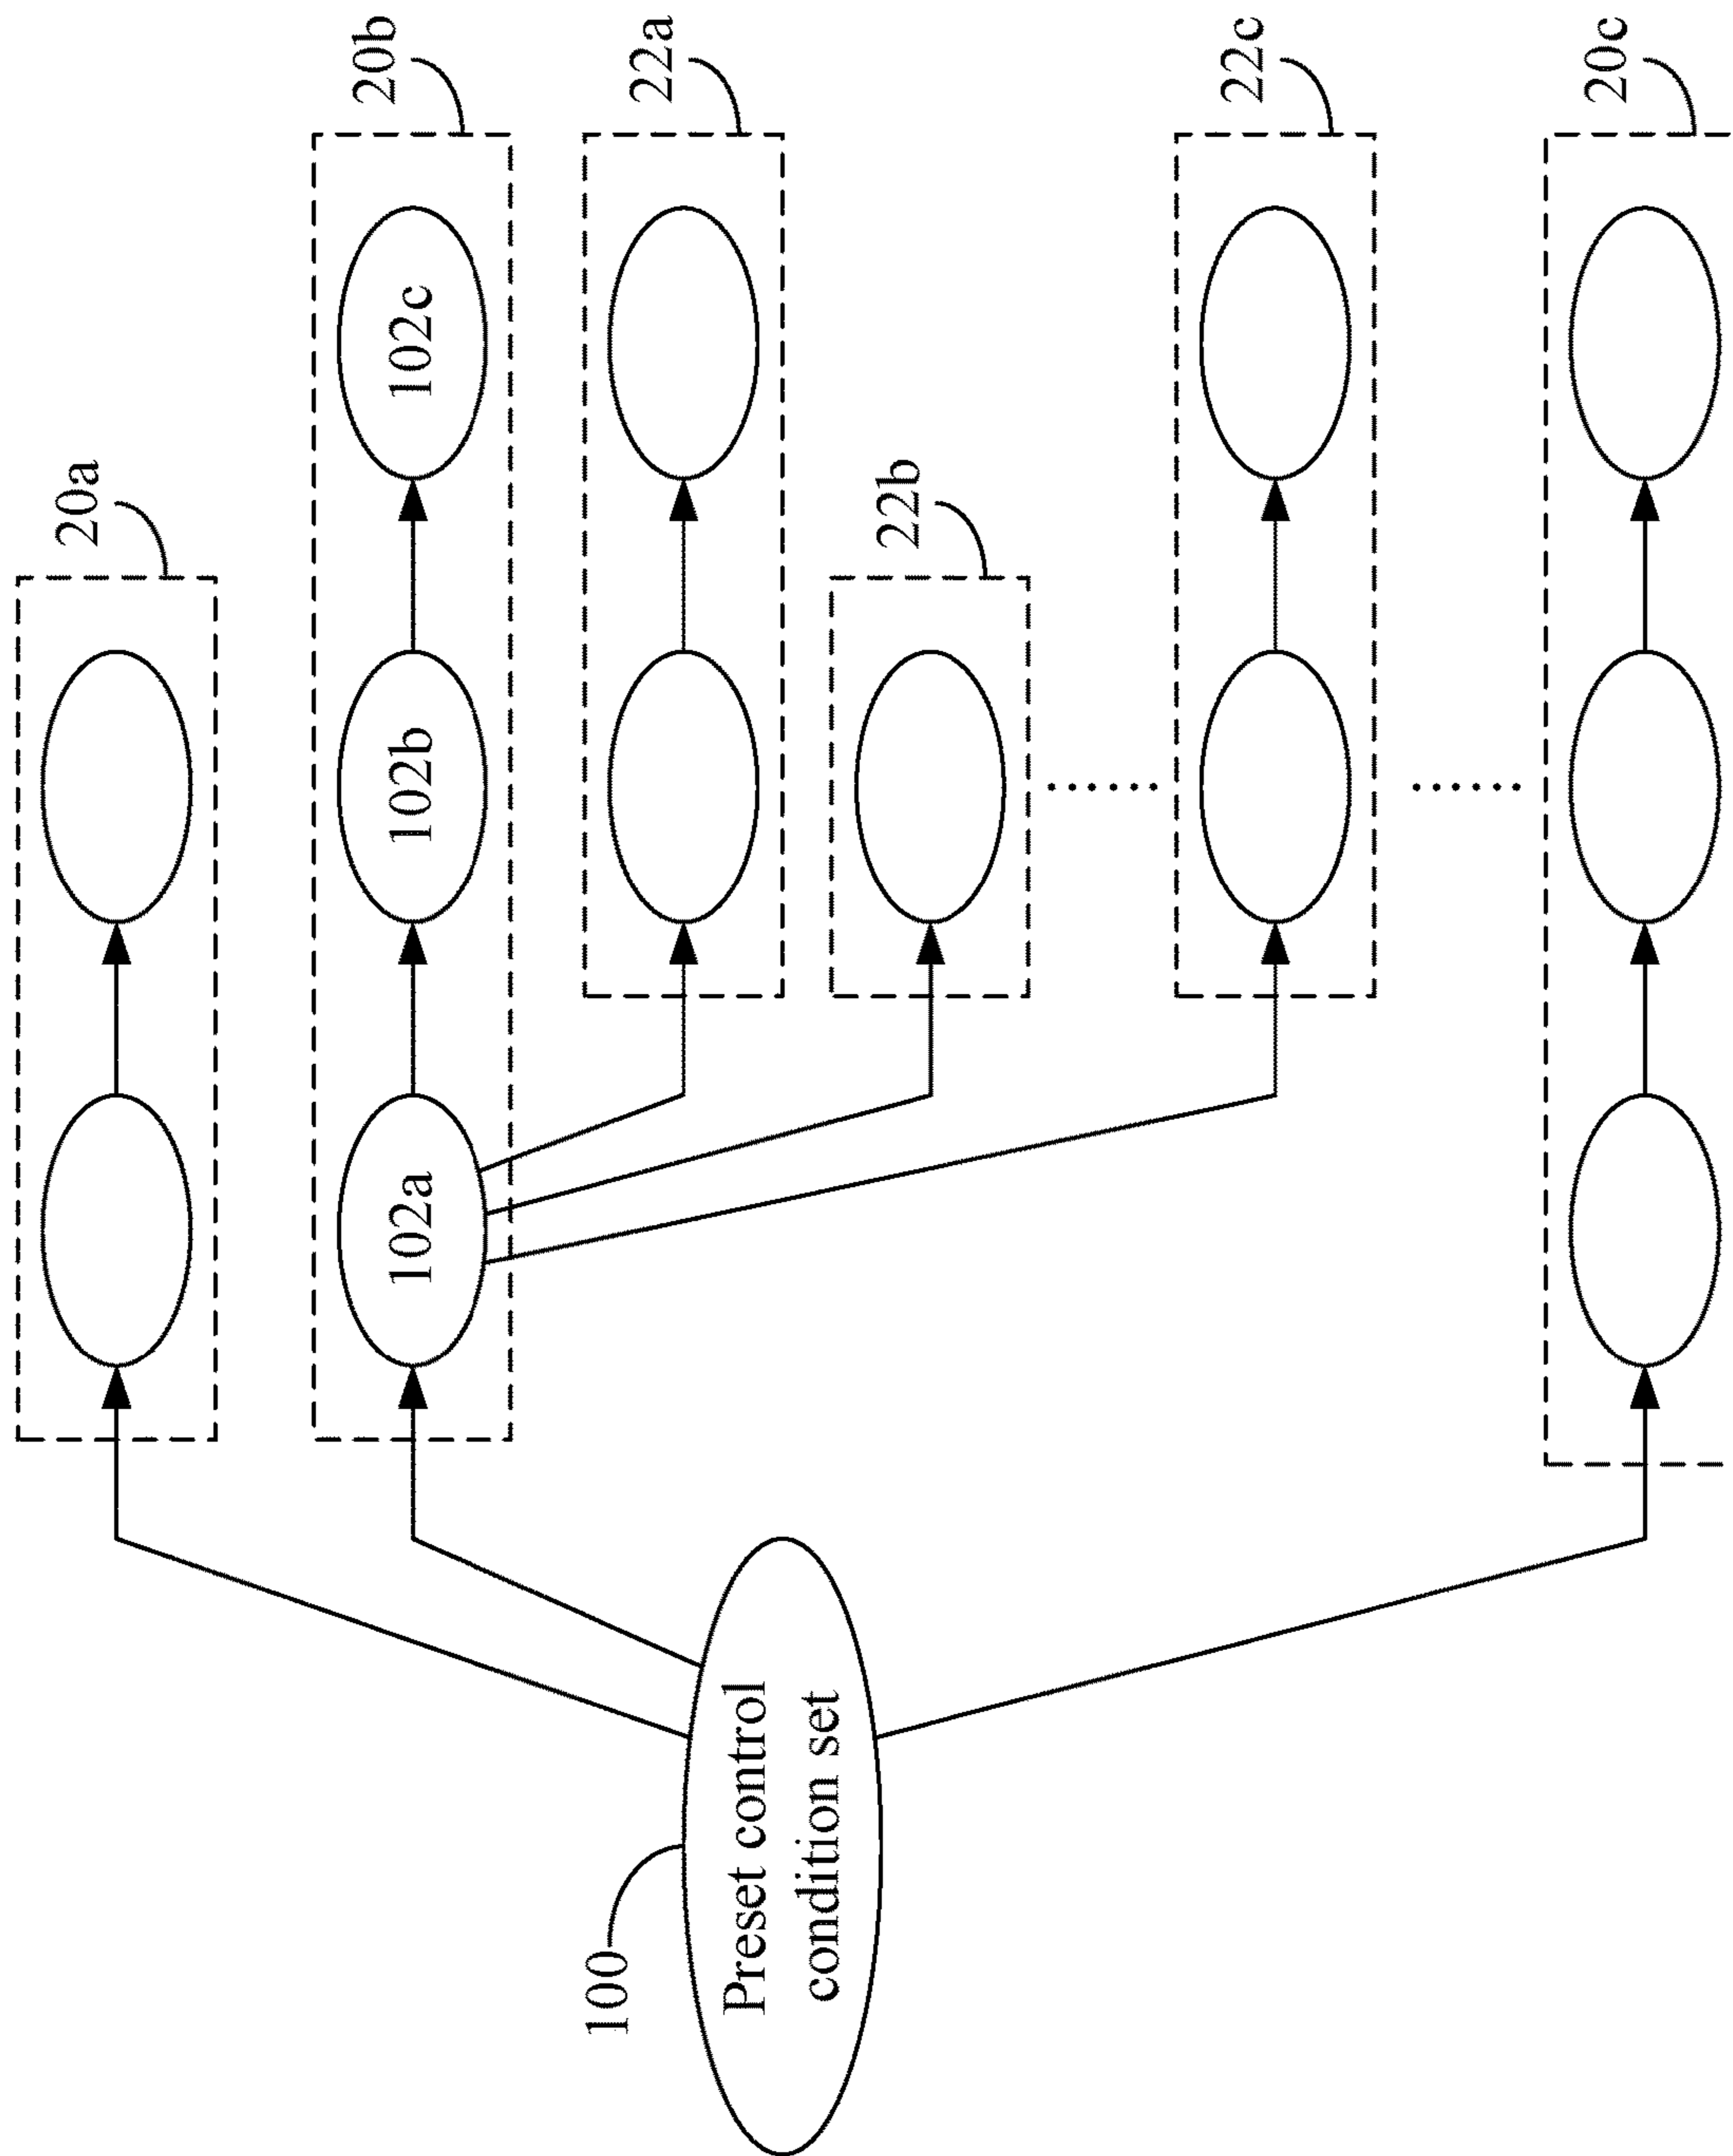 20a
20b
102a
102b
102c
22a
22b
......
22c
......
20c
100
Preset control
condition set